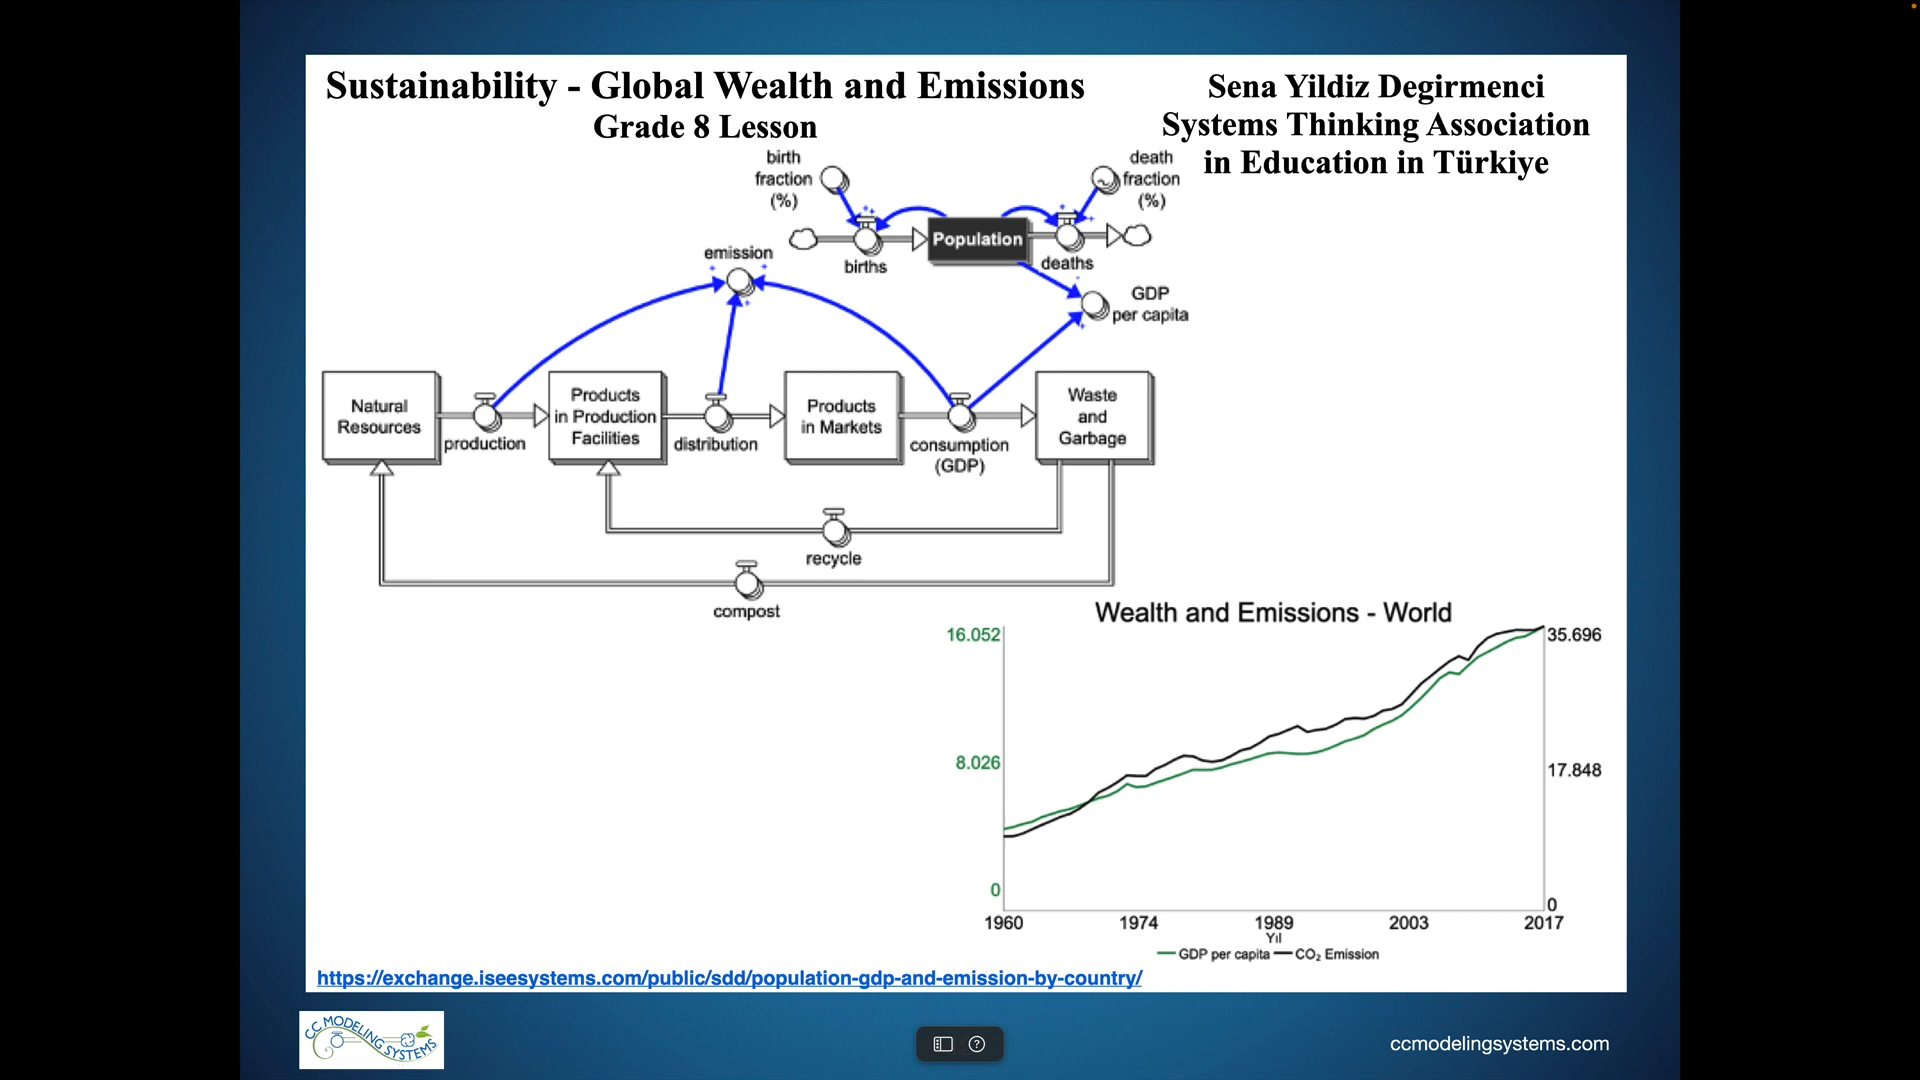 Sustainability - Global Wealth and Emissions
Grade 8 Lesson
Sena Yildiz Degirmenci
Systems Thinking Association
in Education in Türkiye
birth
fraction
(%)
death
fraction
(%)
Population
births
deaths
emission
GDP
per capita
Natural
Resources
production
Products
in Production
Facilities
distribution
Products
in Markets
consumption
(GDP)
Waste
and
Garbage
recycle
compost
Wealth and Emissions - World
16.052
35.696
8.026
17.848
0
0
1960
1974
1989
2003
2017
Yıl
GDP per capita
CO₂ Emission
https://exchange.iseesystems.com/public/sdd/population-gdp-and-emission-by-country/
CC MODELING SYSTEMS
ccmodelingsystems.com